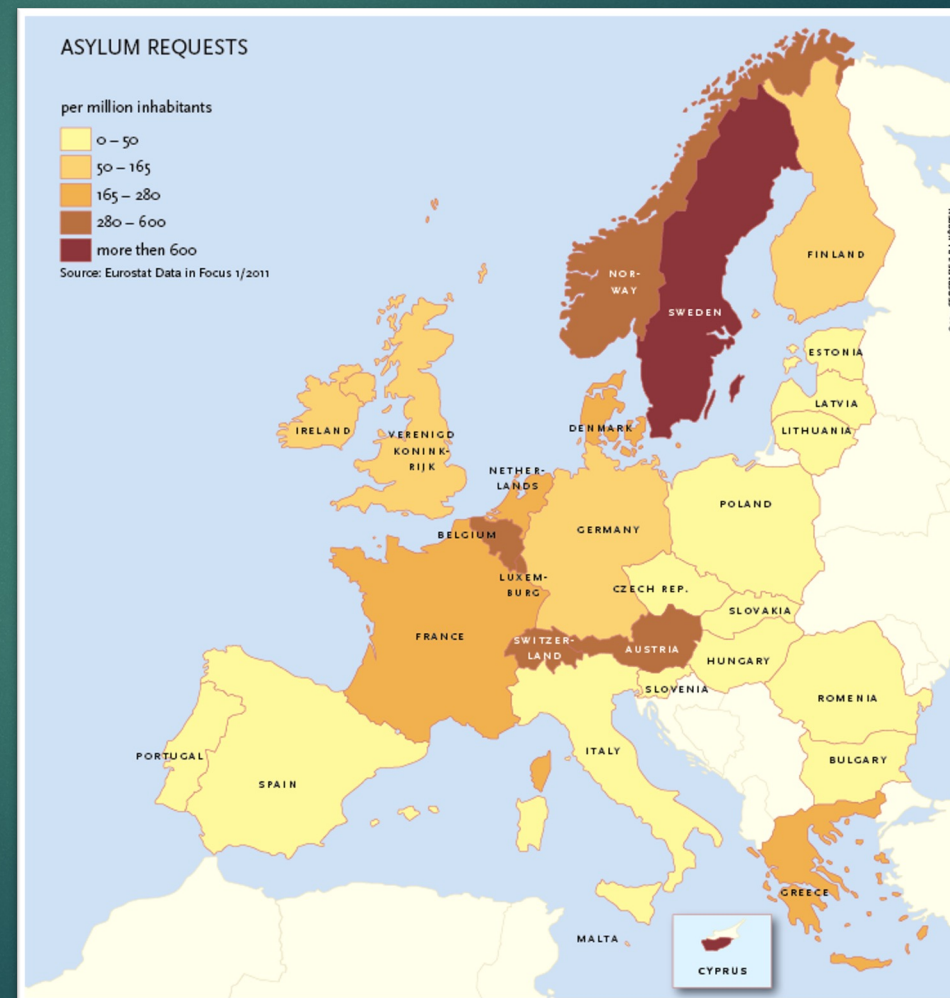 ASYLUM REQUESTS
per million inhabitants
0 – 50
50 – 165
165 – 280
280 – 600
more then 600
Source: Eurostat Data in Focus 1/2011
NOR-
WAY
FINLAND
SWEDEN
ESTONIA
LATVIA
DENMARK
IRELAND
VERENIGD
KONINK-
RIJK
LITHUANIA
NETHER-
LANDS
POLAND
BELGIUM
GERMANY
LUXEM-
BURG
CZECH REP.
SLOVAKIA
FRANCE
SWITZER-
LAND
AUSTRIA
HUNGARY
SLOVENIA
ROMENIA
PORTUGAL
ITALY
BULGARY
SPAIN
GREECE
MALTA
CYPRUS